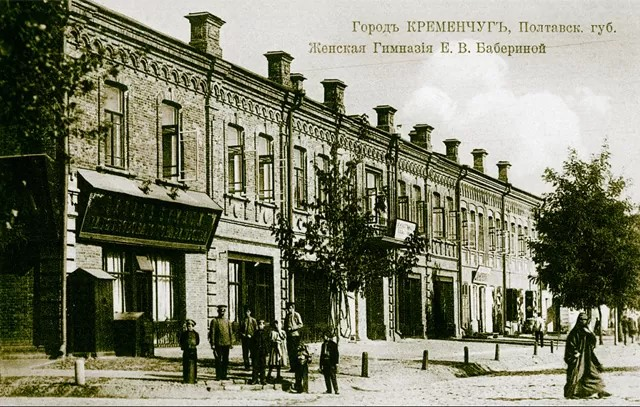 Городъ КРЕМЕНЧУГЪ, Полтавск. губ.
Женская Гимназія Е. В. Бабериной